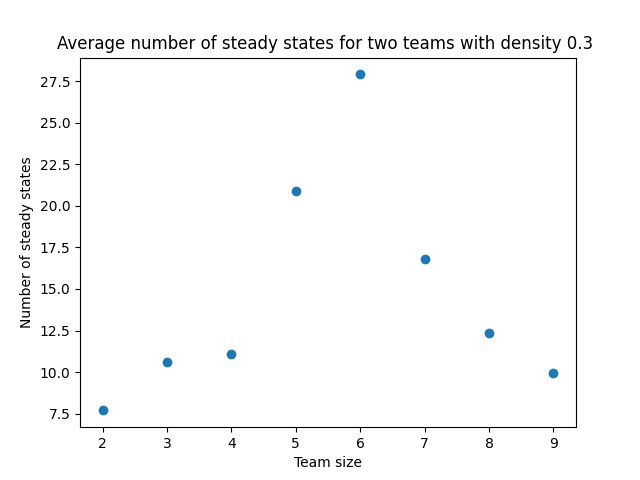 Average number of steady states for two teams with density 0.3
27.5
25.0
22.5
20.0
17.5
15.0
12.5
10.0
7.5
Number of steady states
2 3 4 5 6 7 8 9
Team size